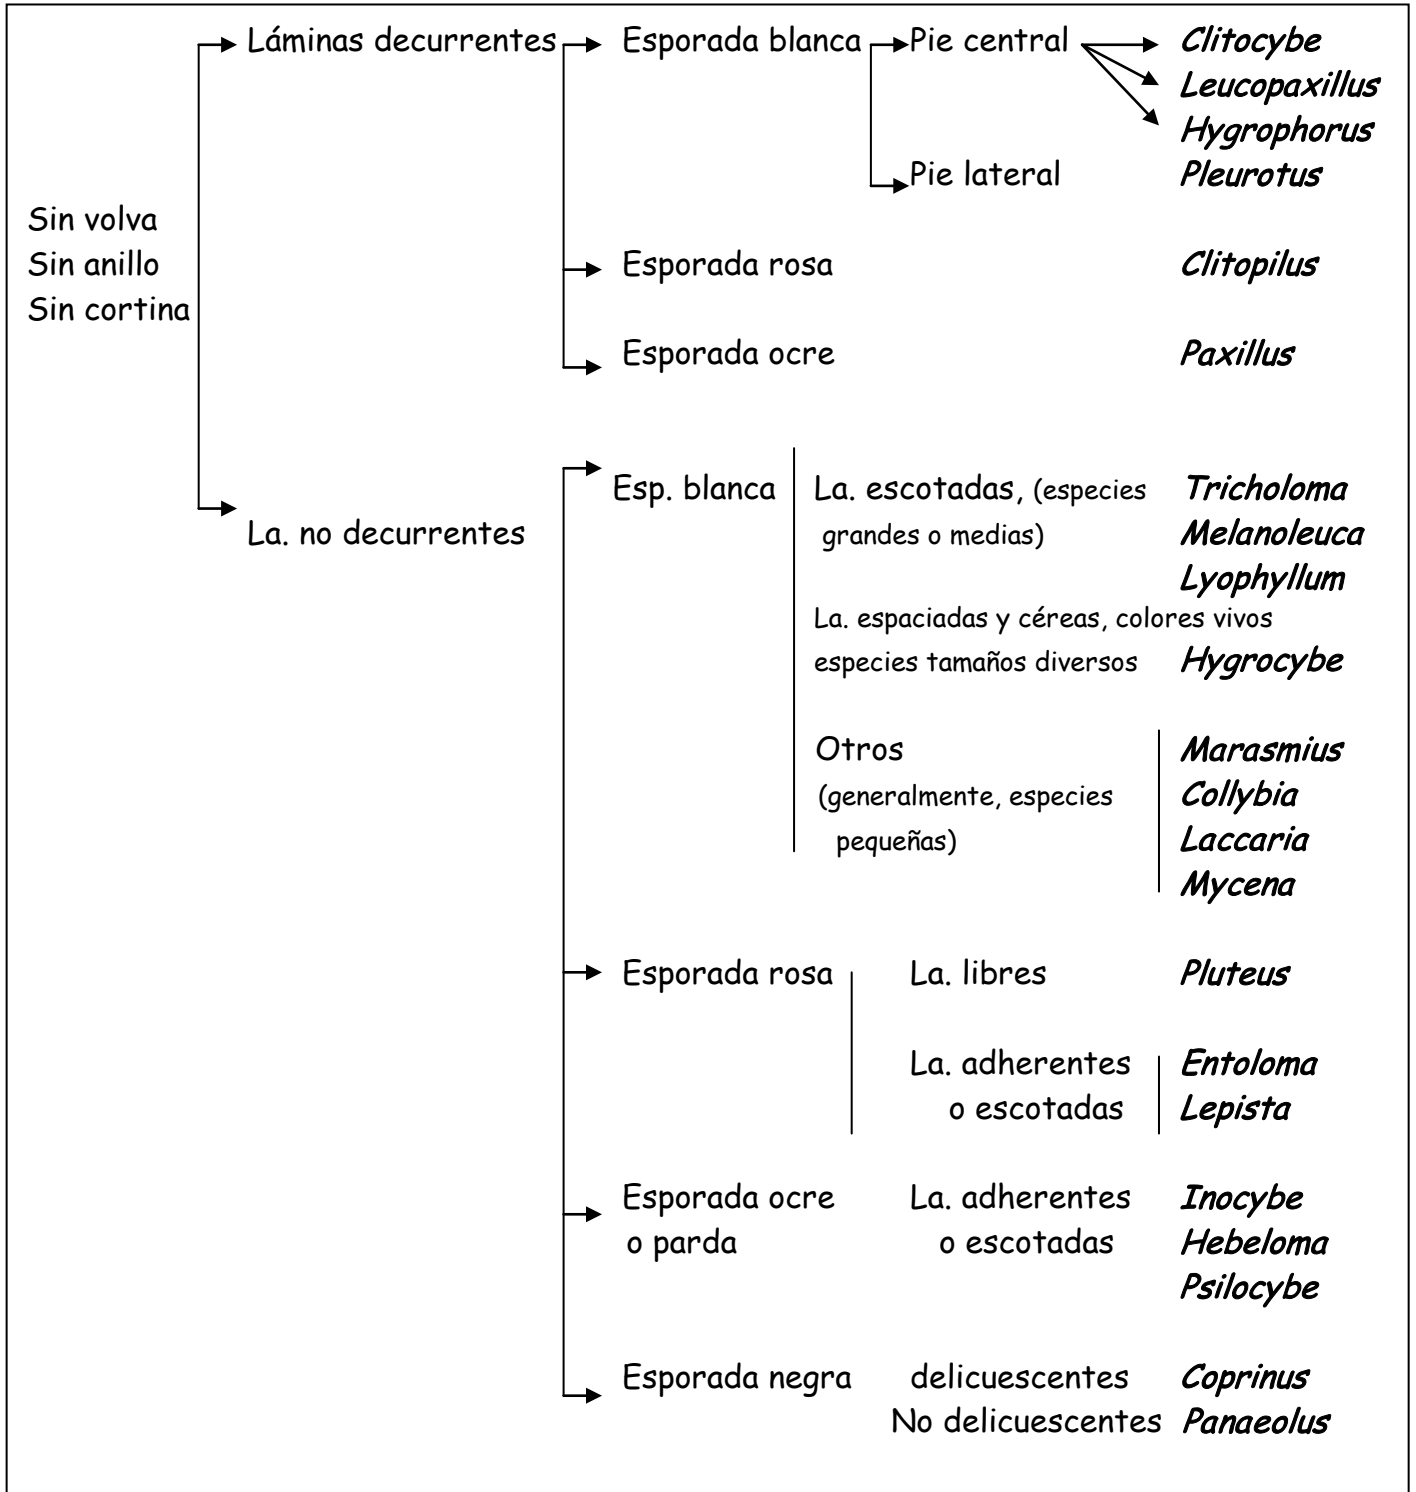 Láminas decurrentes Esporada blanca Pie central Clitocybe
Leucopaxillus
Hygrophorus
Pie lateral Pleurotus
Sin volva
Sin anillo Esporada rosa Clitopilus
Sin cortina
Esporada ocre Paxillus
Esp. blanca La. escotadas, (especies Tricholoma
La. no decurrentes grandes o medias) Melanoleuca
Lyophyllum
La. espaciadas y céreas, colores vivos
especies tamaños diversos Hygrocybe
Otros Marasmius
(generalmente, especies Collybia
pequeñas) Laccaria
Mycena
Esporada rosa La. libres Pluteus
La. adherentes Entoloma
o escotadas Lepista
Esporada ocre La. adherentes Inocybe
o parda o escotadas Hebeloma
Psilocybe
Esporada negra delicuescentes Coprinus
No delicuescentes Panaeolus